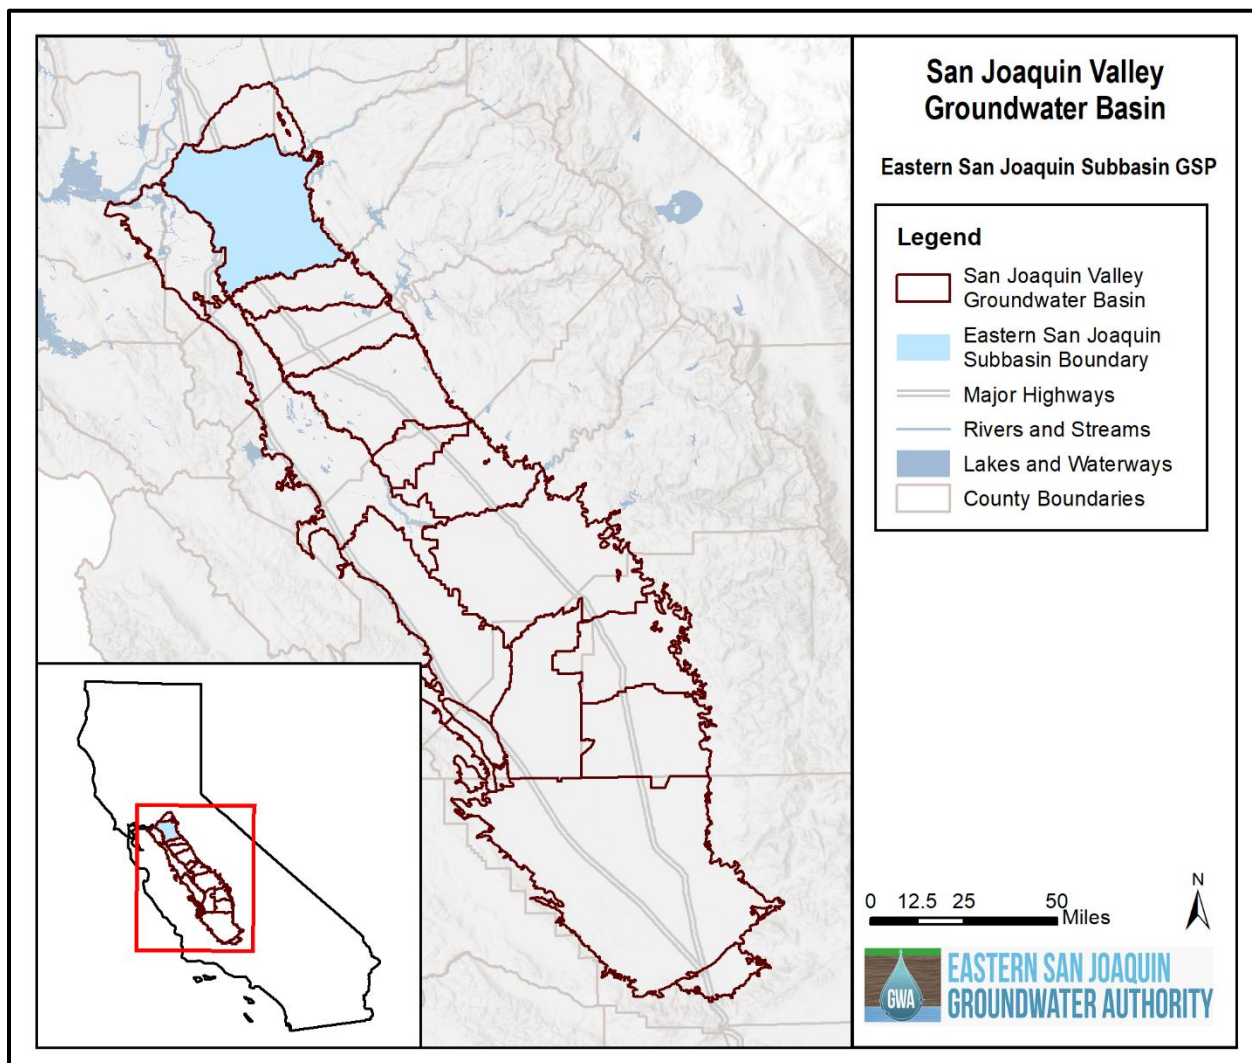 San Joaquin Valley
Groundwater Basin
Eastern San Joaquin Subbasin GSP
Legend
San Joaquin Valley
Groundwater Basin
Eastern San Joaquin
Subbasin Boundary
Major Highways
Rivers and Streams
Lakes and Waterways
County Boundaries
N
0 12.5 25 50
Miles
GWA
EASTERN SAN JOAQUIN
GROUNDWATER AUTHORITY